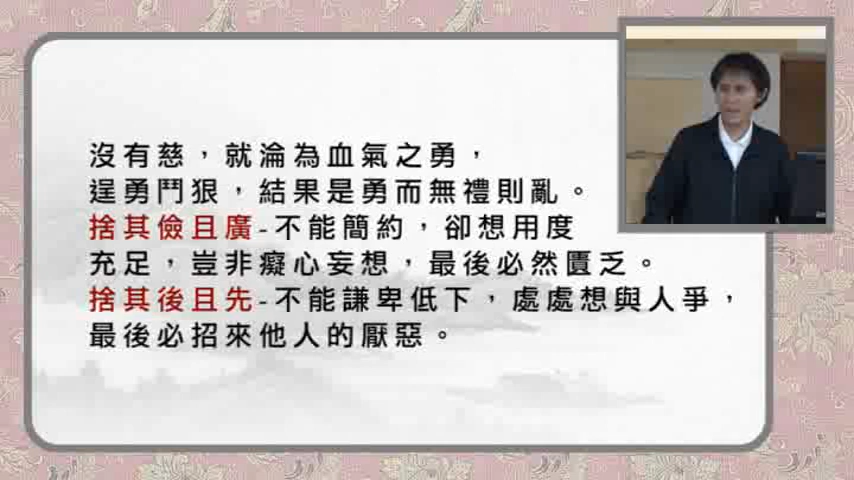 沒有慈，就淪為血氣之勇，
逞勇鬥狠，結果是勇而無禮則亂。
捨其儉且廣-不能簡約，卻想用度
充足，豈非癡心妄想，最後必然匱乏。
捨其後且先-不能謙卑低下，處處想與人爭，
最後必招來他人的厭惡。